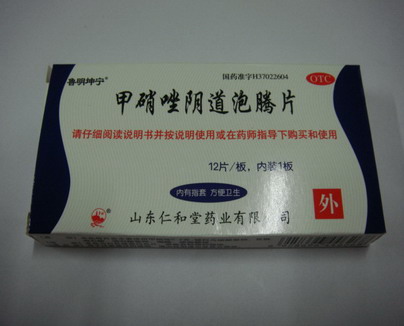 鲁明坤宁®
国药准字H37022604
OTC
甲硝唑阴道泡腾片
请仔细阅读说明书并按说明使用或在药师指导下购买和使用
12片/板，内装1板
内有指套 方便卫生
外
山东仁和堂药业有限公司